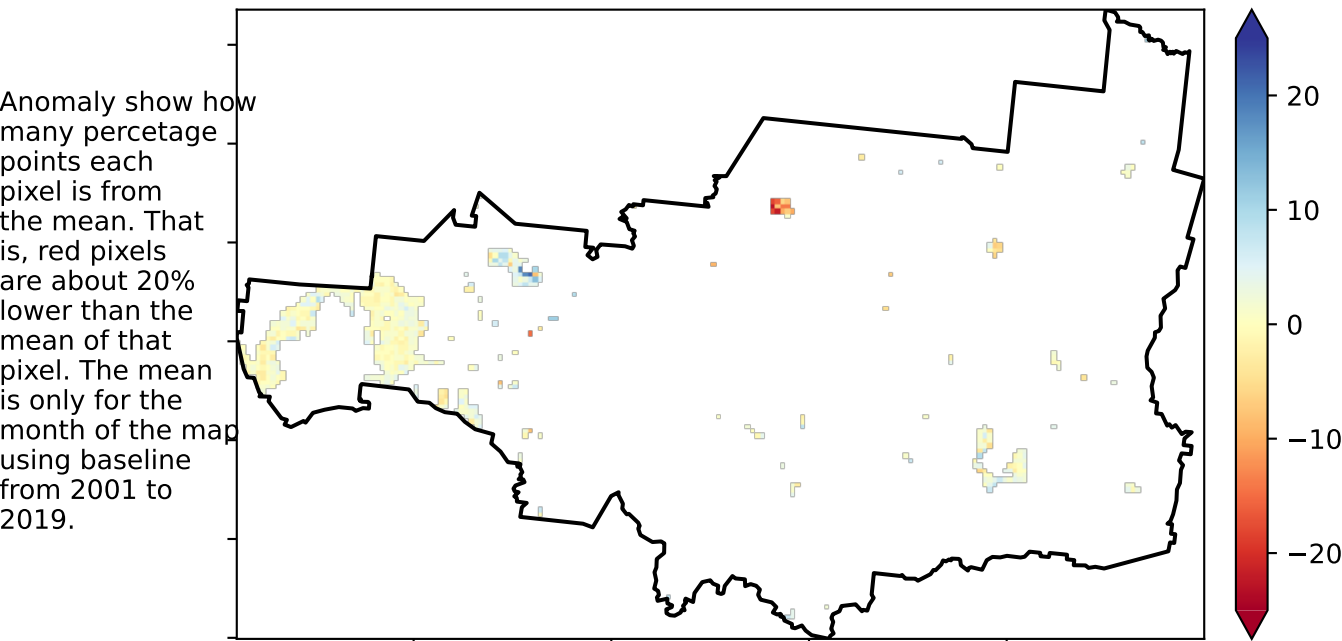 Anomaly show how
many percetage
points each
pixel is from
the mean. That
is, red pixels
are about 20%
lower than the
mean of that
pixel. The mean
is only for the
month of the map
using baseline
from 2001 to
2019.
20
10
0
−10
−20